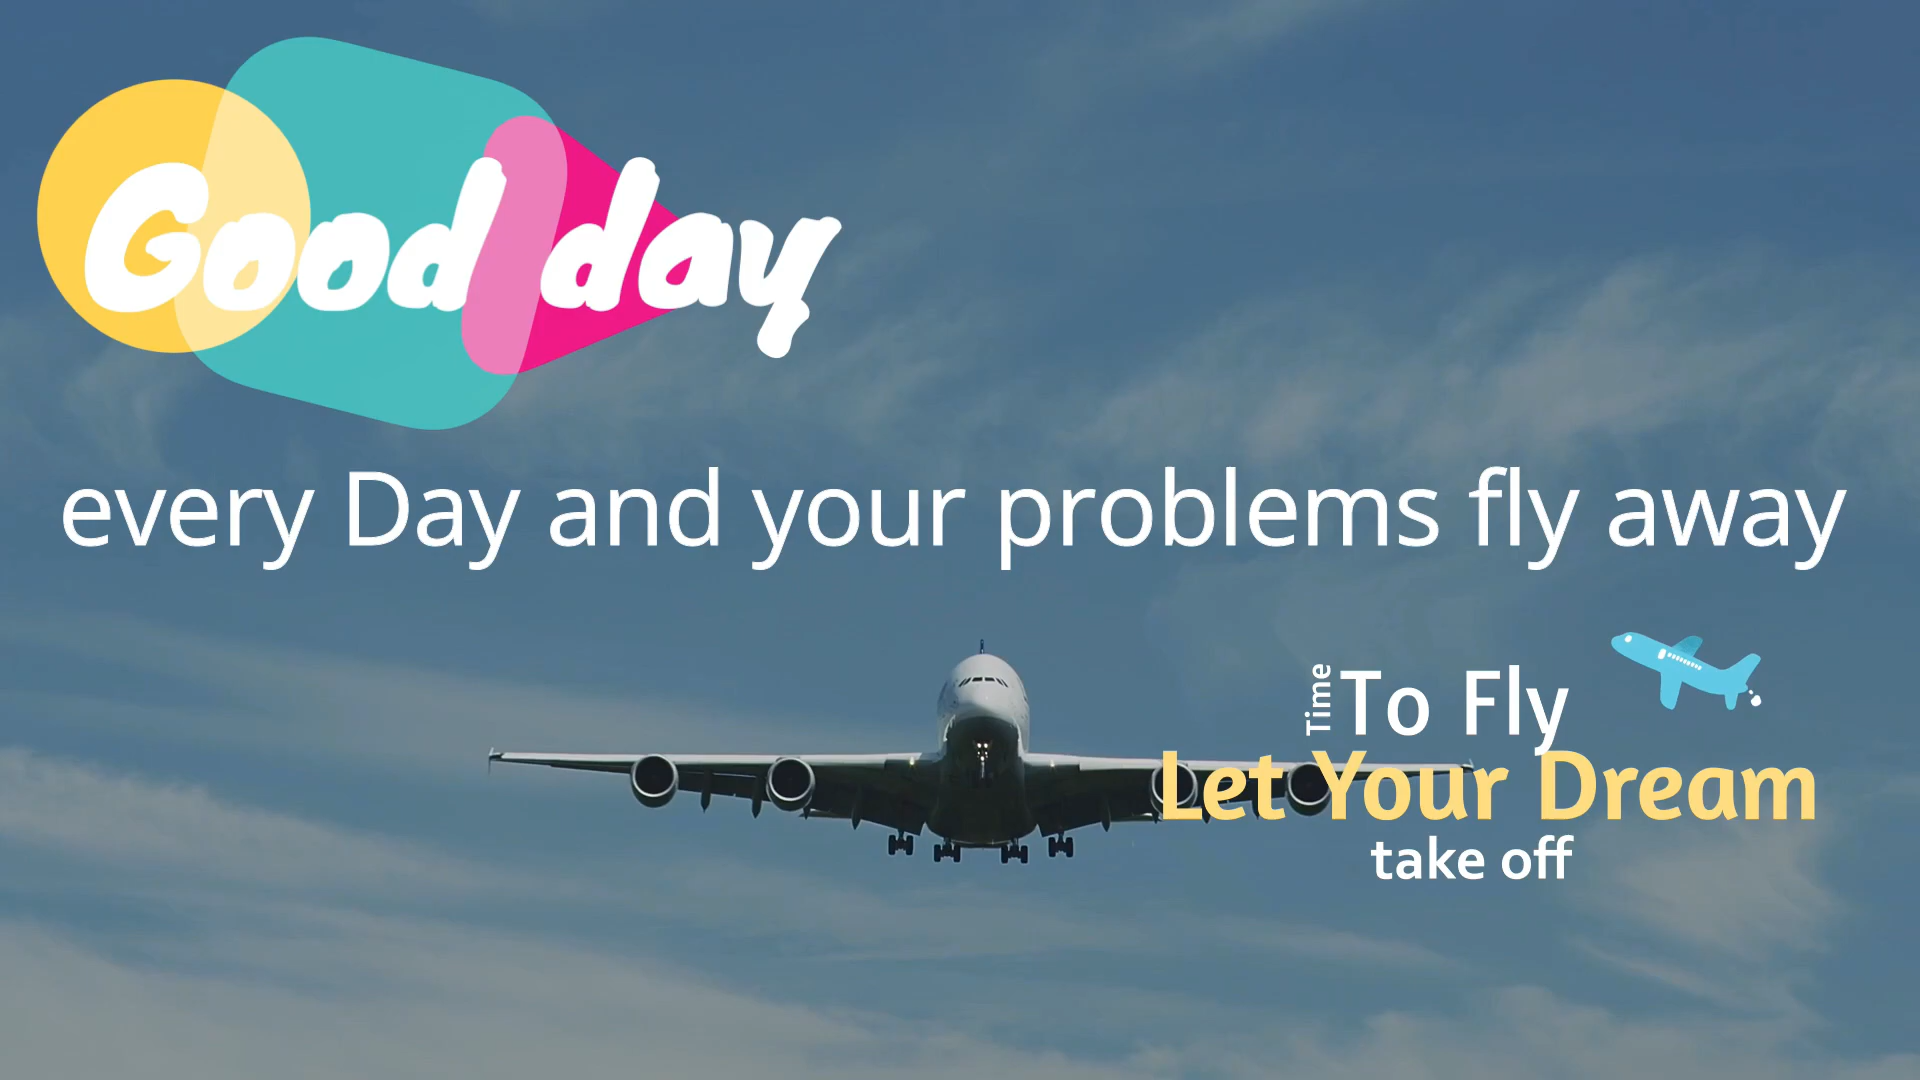 Good day
every Day and your problems fly away
Time To Fly
Let Your Dream
take off